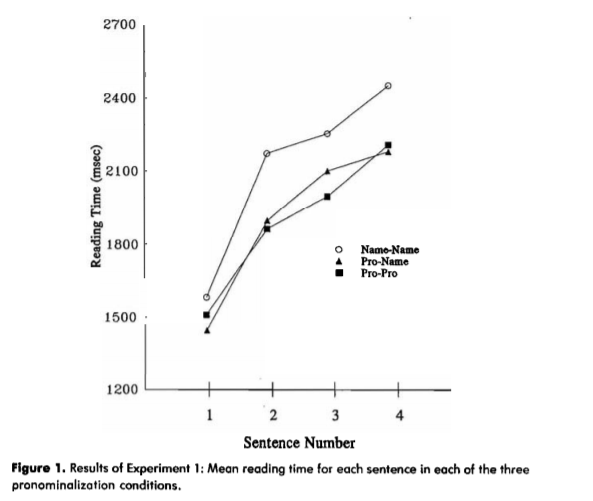 2700
2400
2100
1800
1500
1200
Reading Time (msec)
Name-Name
Pro-Name
Pro-Pro
1 2 3 4
Sentence Number
Figure 1. Results of Experiment 1: Mean reading time for each sentence in each of the three
pronominalization conditions.